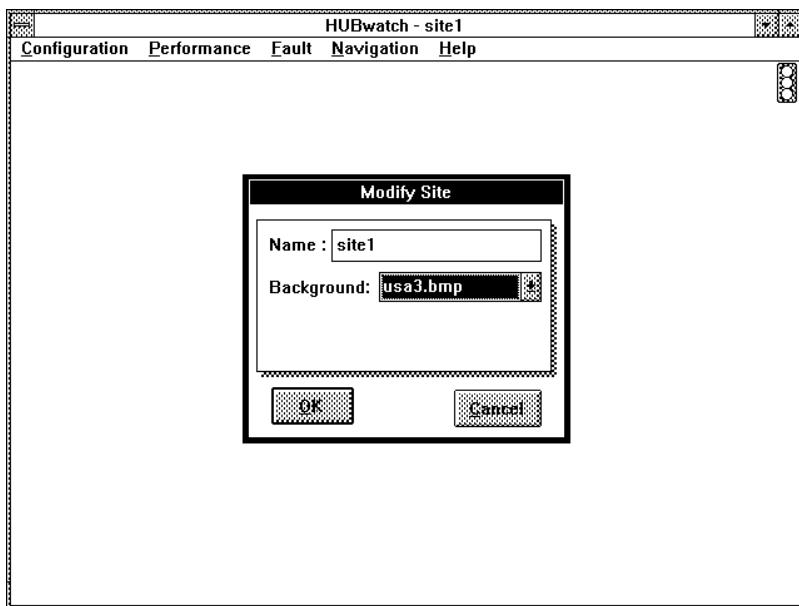 HUBwatch - site1
Configuration Performance Fault Navigation Help
Modify Site
Name : site1
Background: usa3.bmp
OK Cancel